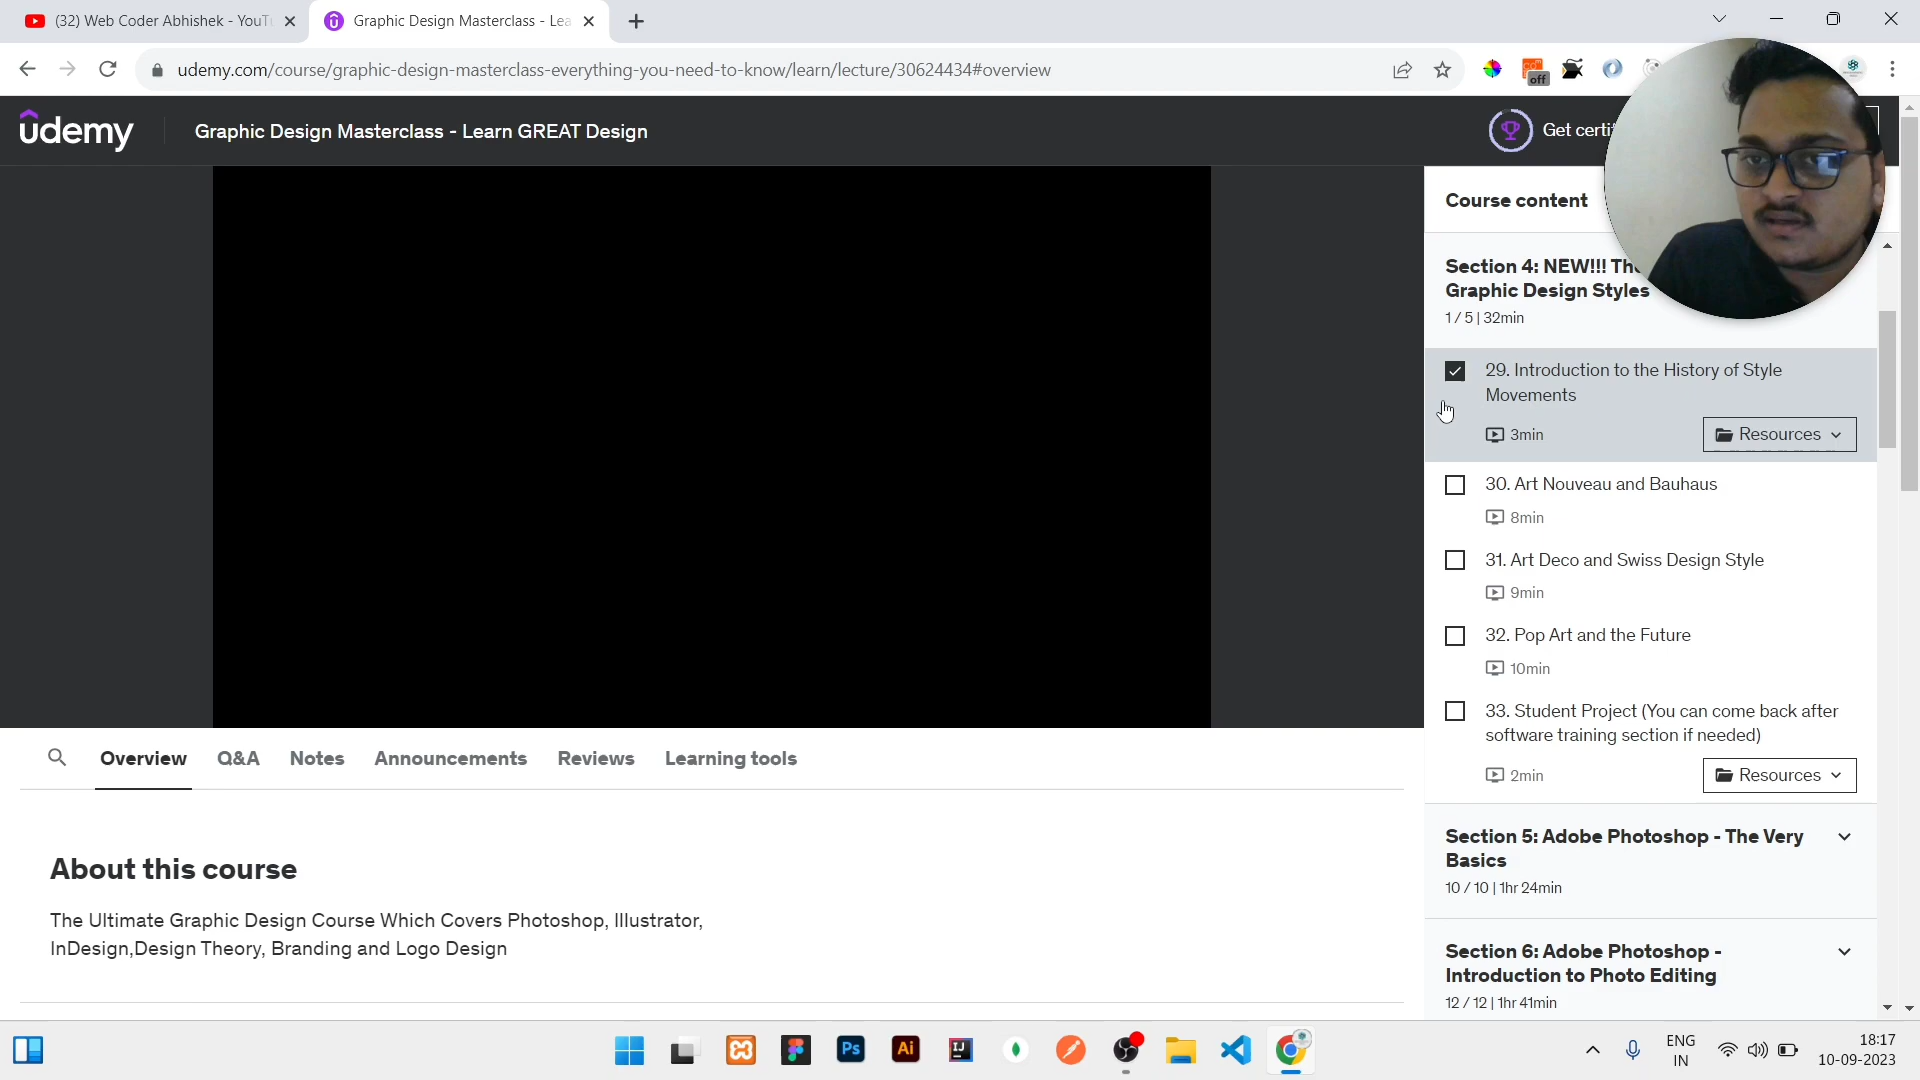 (32) Web Coder Abhishek - YouTu
Graphic Design Masterclass - Lea
udemy.com/course/graphic-design-masterclass-everything-you-need-to-know/learn/lecture/30624434#overview
off
udemy
Graphic Design Masterclass - Learn GREAT Design
Get certi
Course content
Section 4: NEW!!! Th
Graphic Design Styles
1 / 5 | 32min
29. Introduction to the History of Style
Movements
3min
Resources
30. Art Nouveau and Bauhaus
8min
31. Art Deco and Swiss Design Style
9min
32. Pop Art and the Future
10min
33. Student Project (You can come back after
software training section if needed)
2min
Resources
Section 5: Adobe Photoshop - The Very
Basics
10 / 10 | 1hr 24min
Section 6: Adobe Photoshop -
Introduction to Photo Editing
12 / 12 | 1hr 41min
Overview
Q&A
Notes
Announcements
Reviews
Learning tools
About this course
The Ultimate Graphic Design Course Which Covers Photoshop, Illustrator,
InDesign,Design Theory, Branding and Logo Design
Ps
Ai
IJ
ENG
IN
18:17
10-09-2023